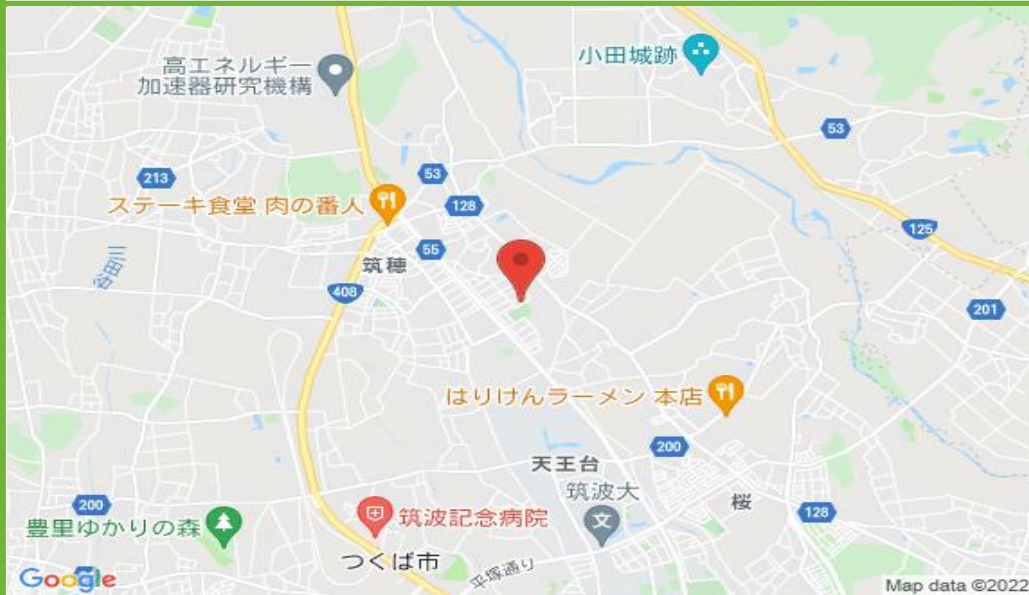 高エネルギー
加速器研究機構
小田城跡
53
213
53
ステーキ食堂 肉の番人
128
125
55
筑穂
408
201
はりけんラーメン 本店
200
天王台
筑波大
桜
200
128
豊里ゆかりの森
筑波記念病院
つくば市
平塚通り
Google
Map data ©2022